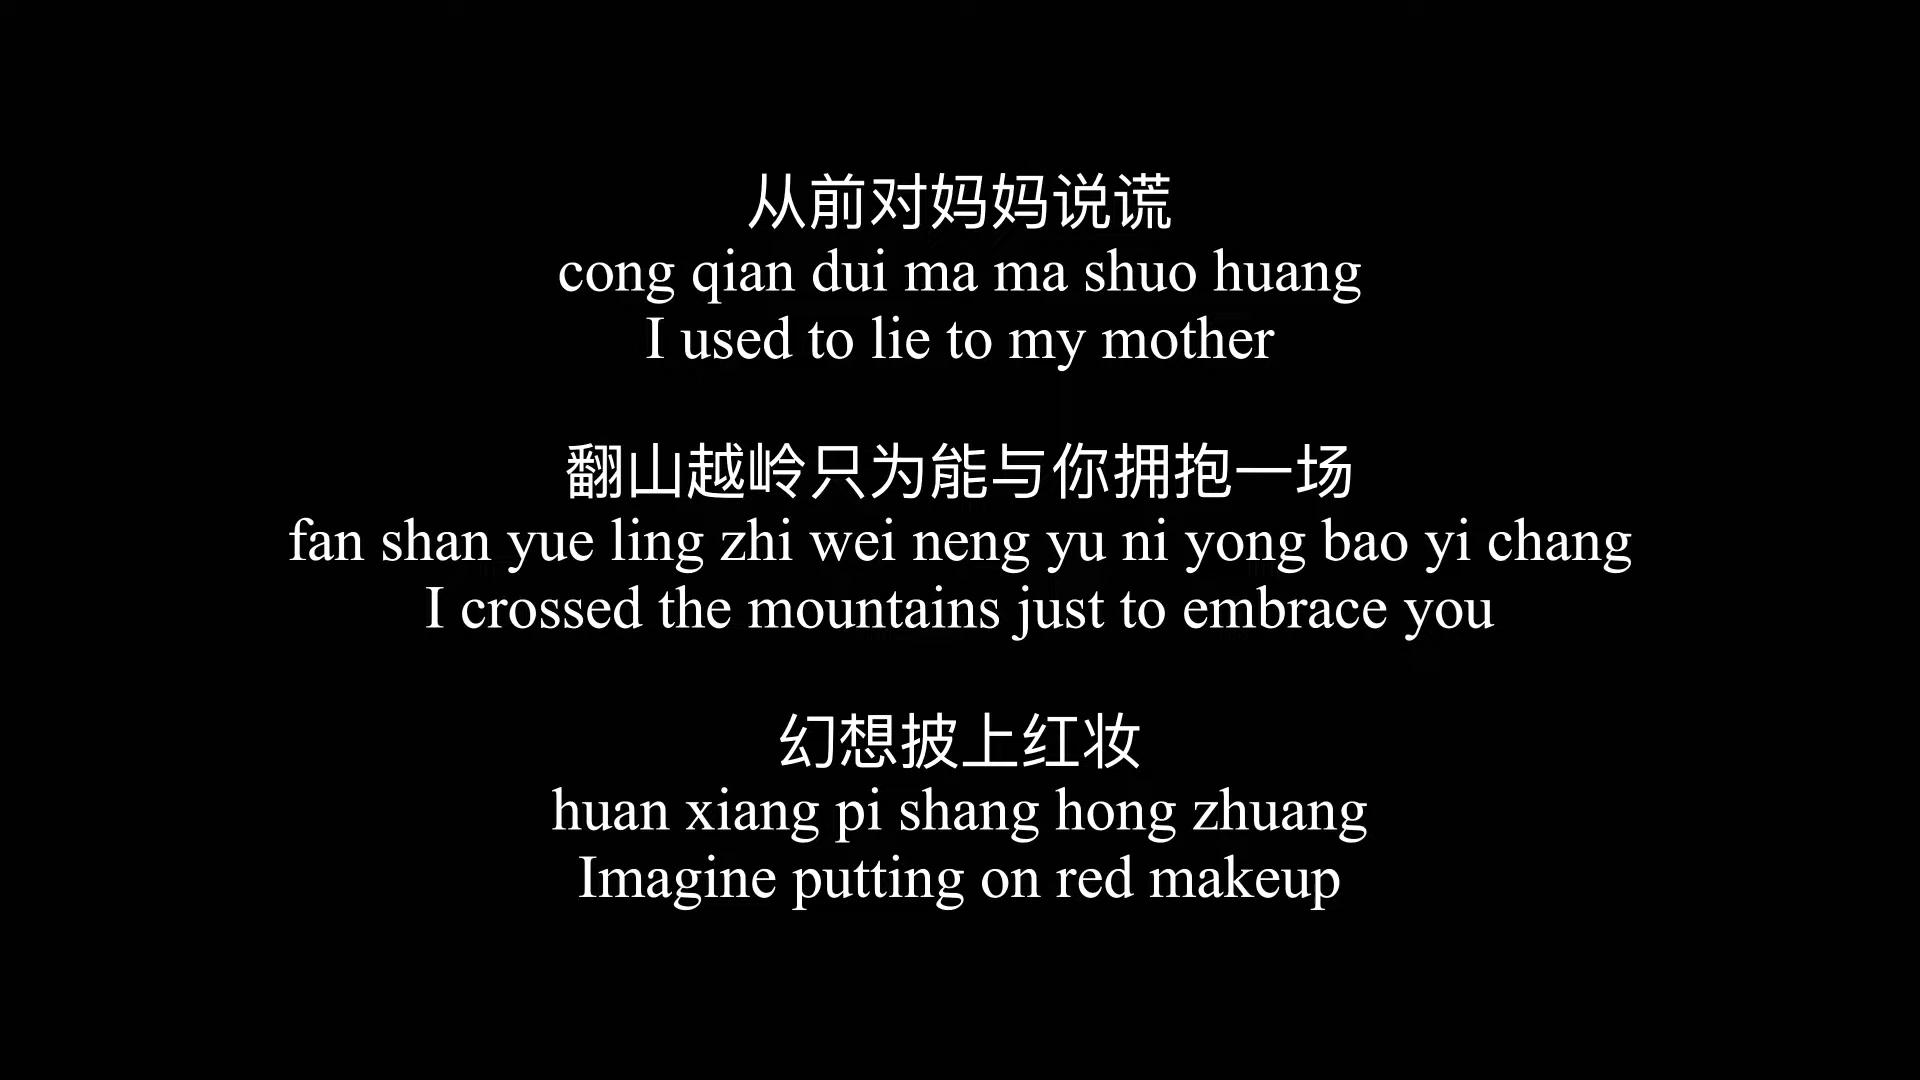 从前对妈妈说谎
cong qian dui ma ma shuo huang
I used to lie to my mother
翻山越岭只为能与你拥抱一场
fan shan yue ling zhi wei neng yu ni yong bao yi chang
I crossed the mountains just to embrace you
幻想披上红妆
huan xiang pi shang hong zhuang
Imagine putting on red makeup